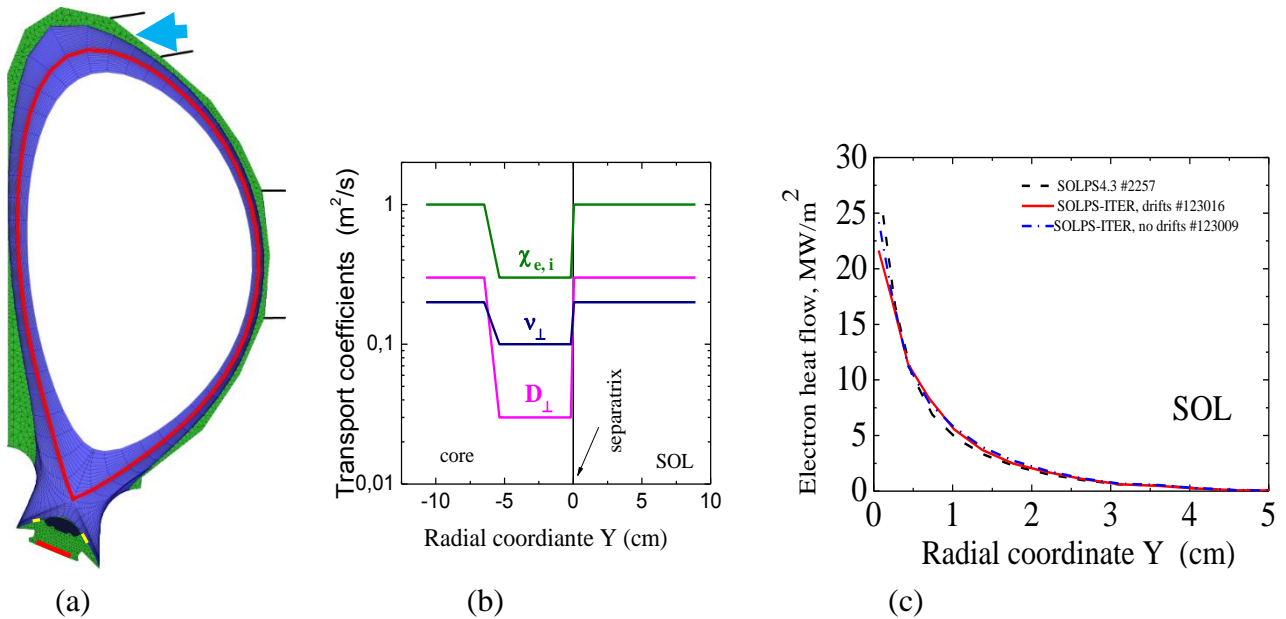 Transport coefficients (m²/s)
1
0,1
0,01
χe, i
ν⊥
D⊥
separatrix
core
SOL
-10
-5
0
5
10
Radial coordiante Y (cm)
Electron heat flow, MW/m²
30
25
20
15
10
5
0
SOLPS4.3 #2257
SOLPS-ITER, drifts #123016
SOLPS-ITER, no drifts #123009
SOL
0
1
2
3
4
5
Radial coordinate Y (cm)
(a)
(b)
(c)